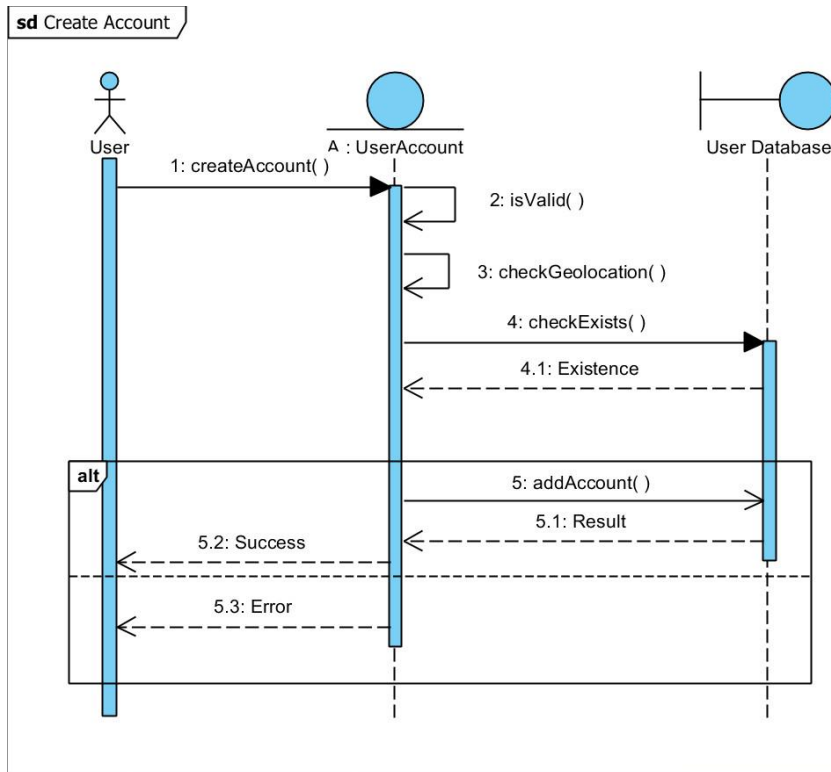 sd Create Account
User
A : UserAccount
User Database
1: createAccount( )
2: isValid( )
3: checkGeolocation( )
4: checkExists( )
4.1: Existence
alt
5: addAccount( )
5.1: Result
5.2: Success
5.3: Error